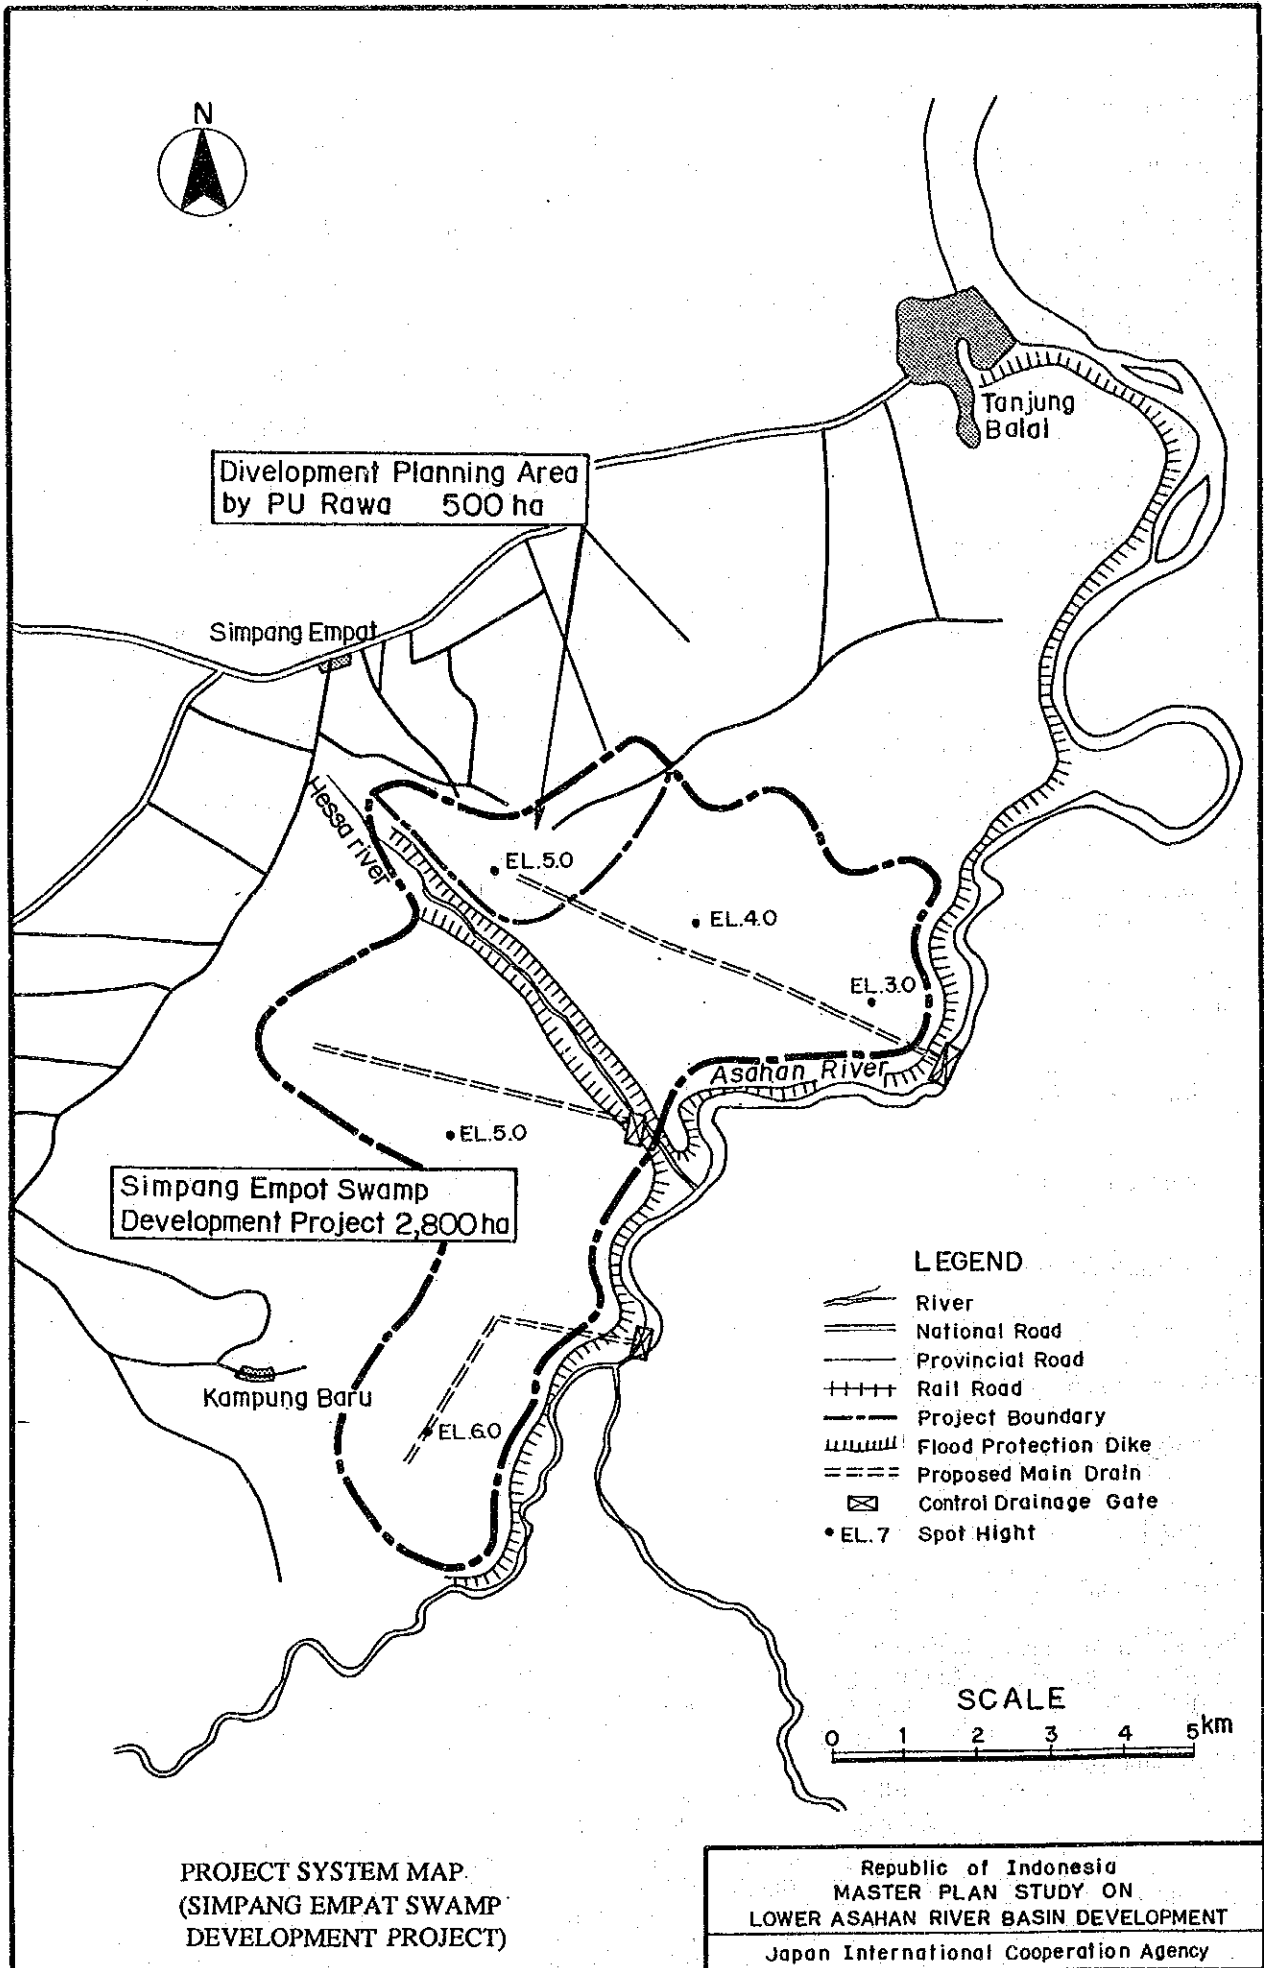 N
Tanjung
Balai
Divelopment Planning Area
by PU Rawa 500 ha
Simpang Empat
Hessa river
EL.5.0
EL.4.0
EL.3.0
Asahan River
EL.5.0
Simpang Empot Swamp
Development Project 2,800 ha
Kampung Baru
EL.6.0
LEGEND
River
National Road
Provincial Road
Rail Road
Project Boundary
Flood Protection Dike
Proposed Main Drain
Control Drainage Gate
EL.7 Spot Hight
SCALE
0 1 2 3 4 5 km
PROJECT SYSTEM MAP
(SIMPANG EMPAT SWAMP
DEVELOPMENT PROJECT)
Republic of Indonesia
MASTER PLAN STUDY ON
LOWER ASAHAN RIVER BASIN DEVELOPMENT
Japan International Cooperation Agency